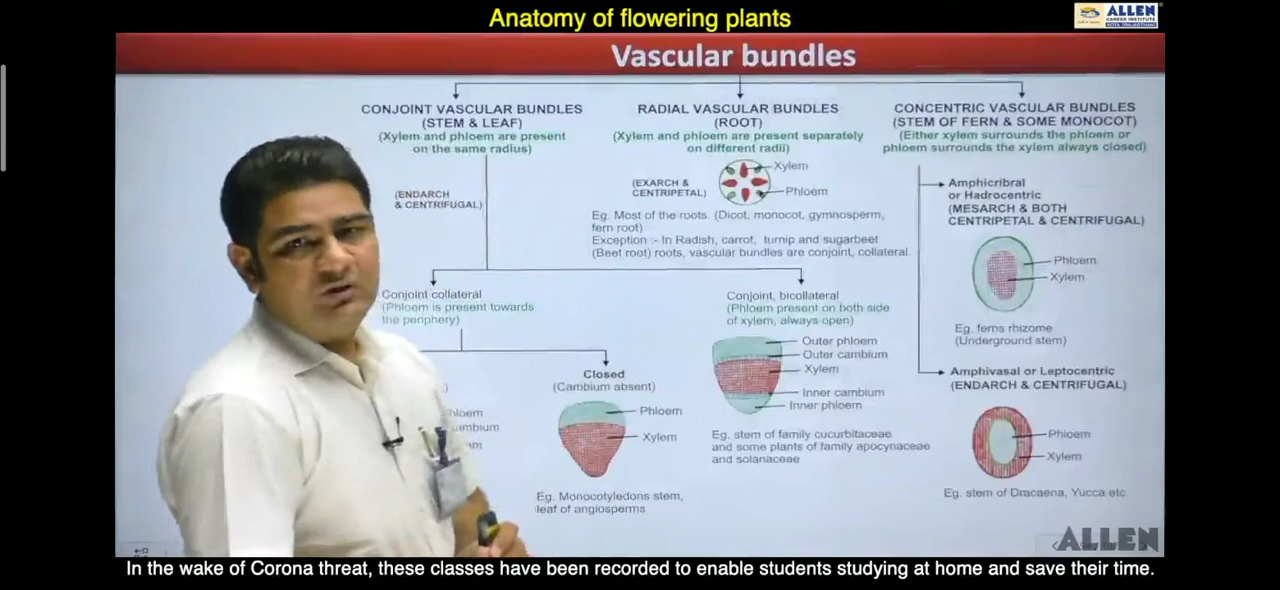 Anatomy of flowering plants
ALLEN
CAREER INSTITUTE
KOTA (RAJASTHAN)
Vascular bundles
CONJOINT VASCULAR BUNDLES
(STEM & LEAF)
(Xylem and phloem are present
on the same radius)
(ENDARCH
& CENTRIFUGAL)
RADIAL VASCULAR BUNDLES
(ROOT)
(Xylem and phloem are present separately
on different radii)
(EXARCH &
CENTRIPETAL)
Xylem
Phloem
Eg. Most of the roots. (Dicot, monocot, gymnosperm,
fern root)
Exception :- In Radish, carrot, turnip and sugarbeet
(Beet root) roots, vascular bundles are conjoint, collateral.
CONCENTRIC VASCULAR BUNDLES
(STEM OF FERN & SOME MONOCOT)
(Either xylem surrounds the phloem or
phloem surrounds the xylem always closed)
Amphicribral
or Hadrocentric
(MESARCH & BOTH
CENTRIPETAL & CENTRIFUGAL)
Phloem
Xylem
Eg. ferns rhizome
(Underground stem)
Amphivasal or Leptocentric
(ENDARCH & CENTRIFUGAL)
Phloem
Xylem
Eg. stem of Dracaena, Yucca etc
Conjoint collateral
(Phloem is present towards
the periphery)
Closed
(Cambium absent)
Phloem
Xylem
Eg. Monocotyledons stem,
leaf of angiosperms
Conjoint, bicollateral
(Phloem present on both side
of xylem, always open)
Outer phloem
Outer cambium
Xylem
Inner cambium
Inner phloem
Eg. stem of family cucurbitaceae
and some plants of family apocynaceae
and solanaceae
ALLEN
In the wake of Corona threat, these classes have been recorded to enable students studying at home and save their time.